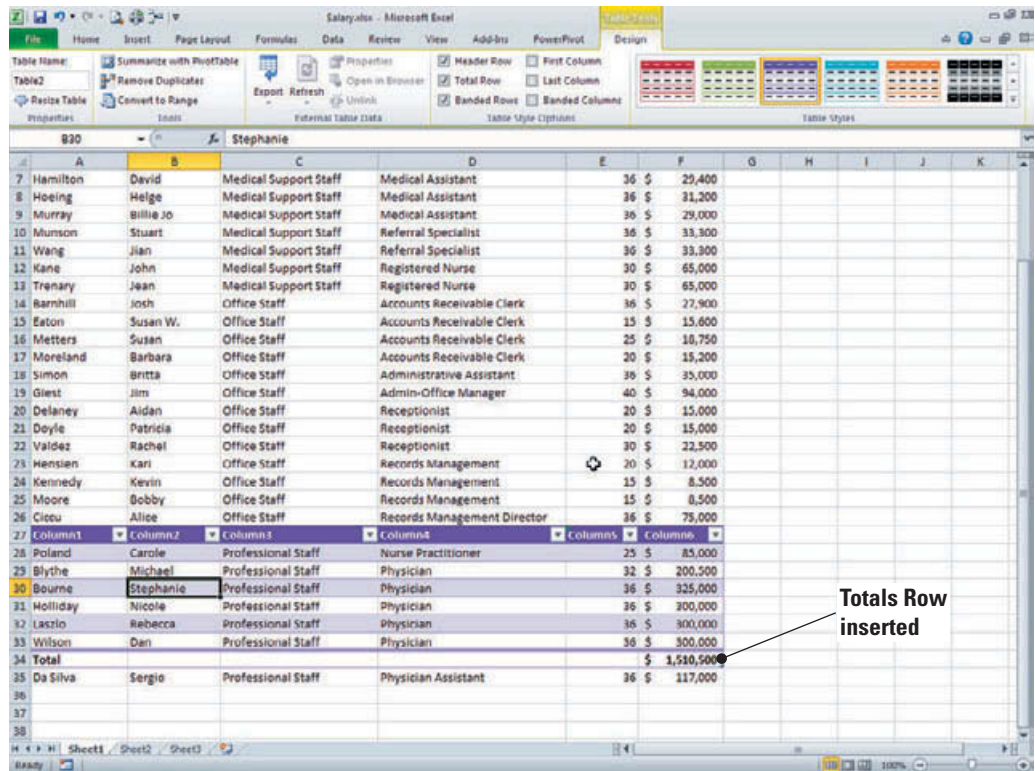 Salary.xlsx - Microsoft Excel
Table Tools
File Home Insert Page Layout Formulas Data Review View Add-Ins PowerPivot Design
Table Name:
Table2
Resize Table
Properties
Summarize with PivotTable
Remove Duplicates
Convert to Range
Tools
Export Refresh
Properties
Open in Browser
Unlink
External Table Data
Header Row First Column
Total Row Last Column
Banded Rows Banded Columns
Table Style Options
Table Styles
B30 fx Stephanie
A B C D E F G H I J K
7 Hamilton David Medical Support Staff Medical Assistant 36 $ 29,400
8 Hoeing Helge Medical Support Staff Medical Assistant 36 $ 31,200
9 Murray Billie Jo Medical Support Staff Medical Assistant 36 $ 29,000
10 Munson Stuart Medical Support Staff Referral Specialist 36 $ 33,300
11 Wang Jian Medical Support Staff Referral Specialist 36 $ 33,300
12 Kane John Medical Support Staff Registered Nurse 30 $ 65,000
13 Trenary Jean Medical Support Staff Registered Nurse 30 $ 65,000
14 Barnhill Josh Office Staff Accounts Receivable Clerk 36 $ 27,900
15 Eaton Susan W. Office Staff Accounts Receivable Clerk 15 $ 15,600
16 Metters Susan Office Staff Accounts Receivable Clerk 25 $ 18,750
17 Moreland Barbara Office Staff Accounts Receivable Clerk 20 $ 15,200
18 Simon Britta Office Staff Administrative Assistant 36 $ 35,000
19 Giest Jim Office Staff Admin-Office Manager 40 $ 94,000
20 Delaney Aidan Office Staff Receptionist 20 $ 15,000
21 Doyle Patricia Office Staff Receptionist 20 $ 15,000
22 Valdez Rachel Office Staff Receptionist 30 $ 22,500
23 Hensien Kari Office Staff Records Management 20 $ 12,000
24 Kennedy Kevin Office Staff Records Management 15 $ 8,500
25 Moore Bobby Office Staff Records Management 15 $ 8,500
26 Ciccu Alice Office Staff Records Management Director 36 $ 75,000
27 Column1 Column2 Column3 Column4 Column5 Column6
28 Poland Carole Professional Staff Nurse Practitioner 25 $ 85,000
29 Blythe Michael Professional Staff Physician 32 $ 200,500
30 Bourne Stephanie Professional Staff Physician 36 $ 325,000
31 Holliday Nicole Professional Staff Physician 36 $ 300,000
32 Laszlo Rebecca Professional Staff Physician 36 $ 300,000
33 Wilson Dan Professional Staff Physician 36 $ 300,000
34 Total $ 1,510,500
35 Da Silva Sergio Professional Staff Physician Assistant 36 $ 117,000
36
37
38
Totals Row
inserted
Sheet1 Sheet2 Sheet3
Ready 100%